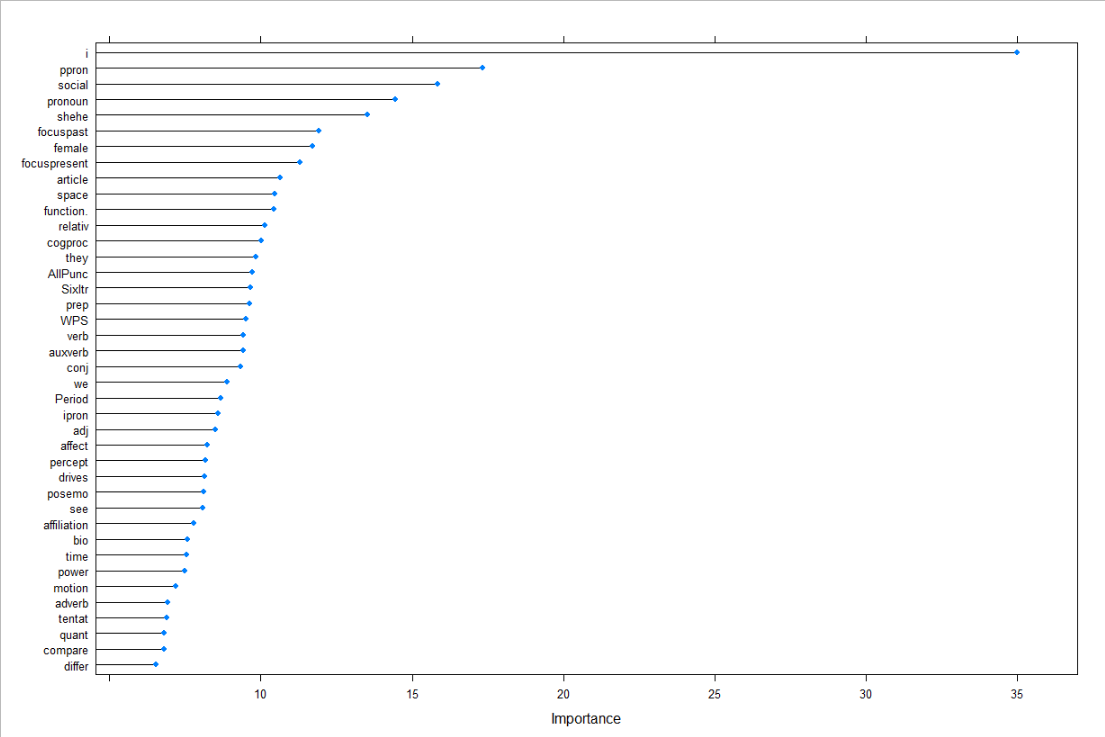 i
ppron
social
pronoun
shehe
focuspast
female
focuspresent
article
space
function.
relativ
cogproc
they
AllPunc
Sixltr
prep
WPS
verb
auxverb
conj
we
Period
ipron
adj
affect
percept
drives
posemo
see
affiliation
bio
time
power
motion
adverb
tentat
quant
compare
differ
10 15 20 25 30 35
Importance